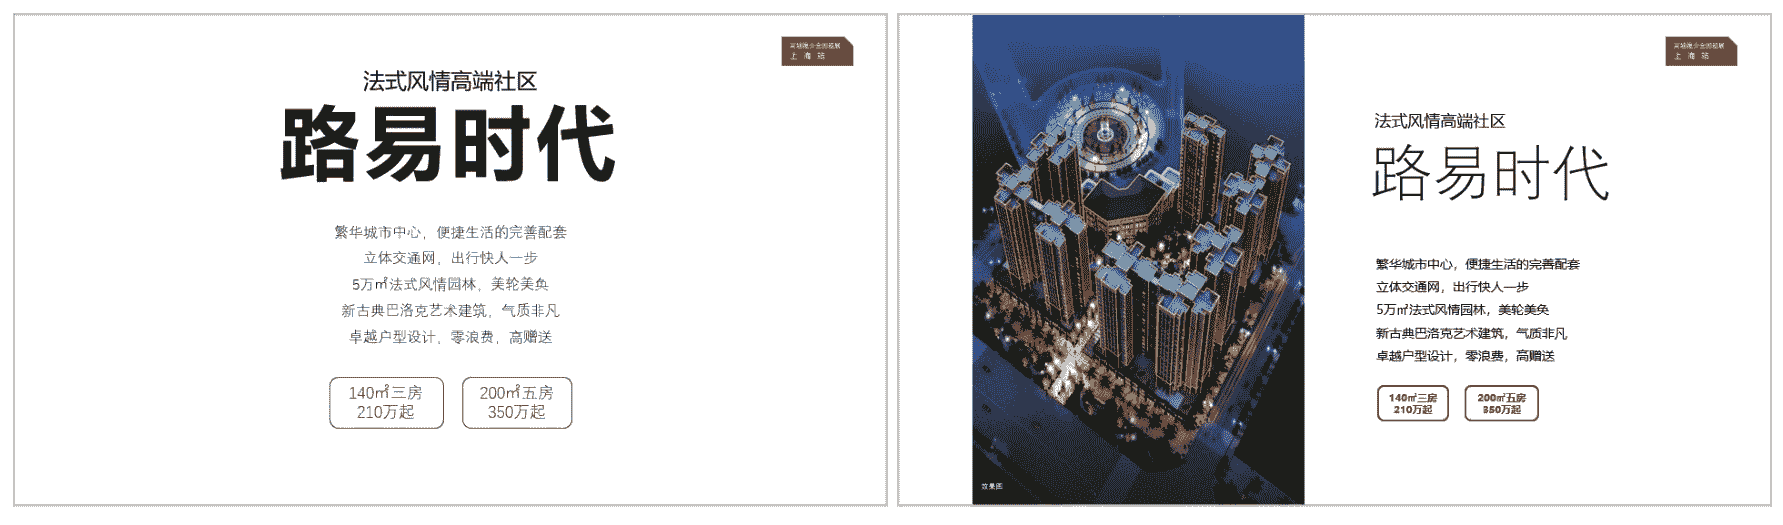 上海站
法式风情高端社区
路易时代
繁华城市中心，便捷生活的完善配套
立体交通网，出行快人一步
5万㎡法式风情园林，美轮美奂
新古典巴洛克艺术建筑，气质非凡
卓越户型设计，零浪费，高赠送
140㎡三房
210万起
200㎡五房
350万起
上海站
法式风情高端社区
路易时代
繁华城市中心，便捷生活的完善配套
立体交通网，出行快人一步
5万㎡法式风情园林，美轮美奂
新古典巴洛克艺术建筑，气质非凡
卓越户型设计，零浪费，高赠送
140㎡三房
210万起
200㎡五房
350万起
效果图